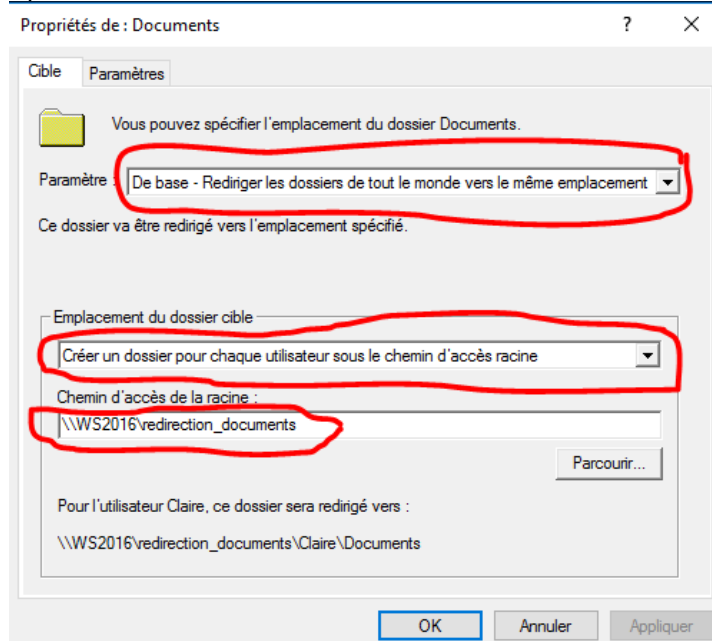 Propriétés de : Documents
?
×
Cible
Paramètres
Vous pouvez spécifier l'emplacement du dossier Documents.
Paramètre :
De base - Rediriger les dossiers de tout le monde vers le même emplacement
Ce dossier va être redirigé vers l'emplacement spécifié.
Emplacement du dossier cible
Créer un dossier pour chaque utilisateur sous le chemin d'accès racine
Chemin d'accès de la racine :
\\WS2016\redirection_documents
Parcourir...
Pour l'utilisateur Claire, ce dossier sera redirigé vers :
\\WS2016\redirection_documents\Claire\Documents
OK
Annuler
Appliquer